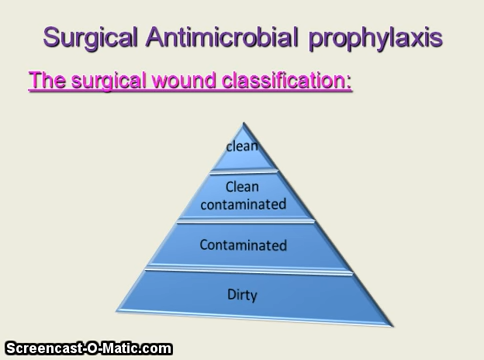 Surgical Antimicrobial prophylaxis
The surgical wound classification:
clean
Clean
contaminated
Contaminated
Dirty
Screencast-O-Matic.com